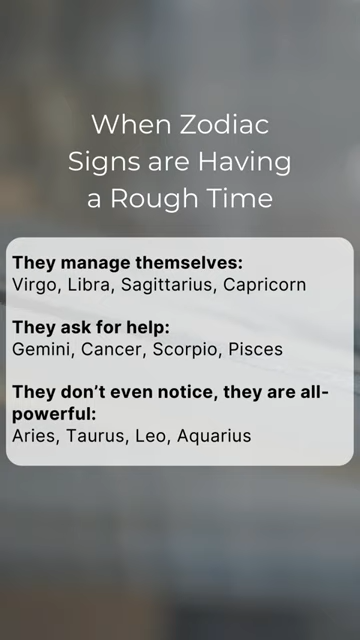 When Zodiac
Signs are Having
a Rough Time
They manage themselves:
Virgo, Libra, Sagittarius, Capricorn
They ask for help:
Gemini, Cancer, Scorpio, Pisces
They don’t even notice, they are all-
powerful:
Aries, Taurus, Leo, Aquarius